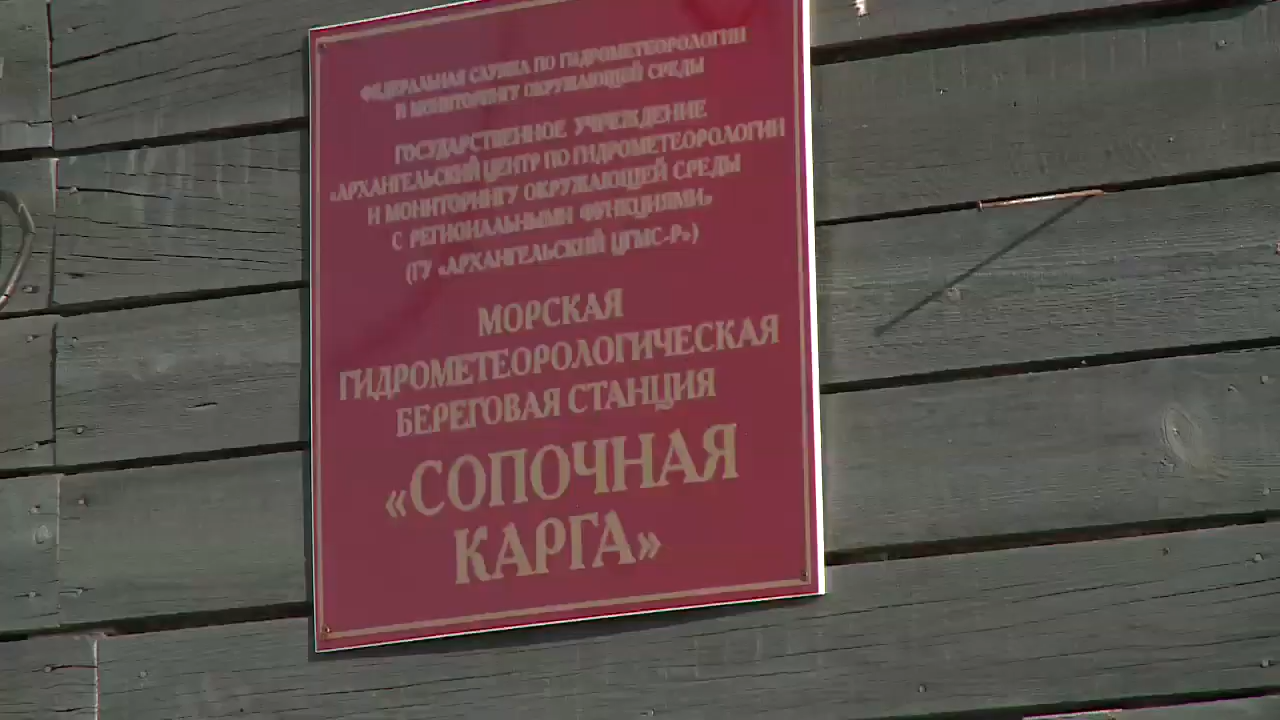 ФЕДЕРАЛЬНАЯ СЛУЖБА ПО ГИДРОМЕТЕОРОЛОГИИ
И МОНИТОРИНГУ ОКРУЖАЮЩЕЙ СРЕДЫ
ГОСУДАРСТВЕННОЕ УЧРЕЖДЕНИЕ
«АРХАНГЕЛЬСКИЙ ЦЕНТР ПО ГИДРОМЕТЕОРОЛОГИИ
И МОНИТОРИНГУ ОКРУЖАЮЩЕЙ СРЕДЫ
С РЕГИОНАЛЬНЫМИ ФУНКЦИЯМИ»
(ГУ «АРХАНГЕЛЬСКИЙ ЦГМС-Р»)
МОРСКАЯ
ГИДРОМЕТЕОРОЛОГИЧЕСКАЯ
БЕРЕГОВАЯ СТАНЦИЯ
«СОПОЧНАЯ
КАРГА»